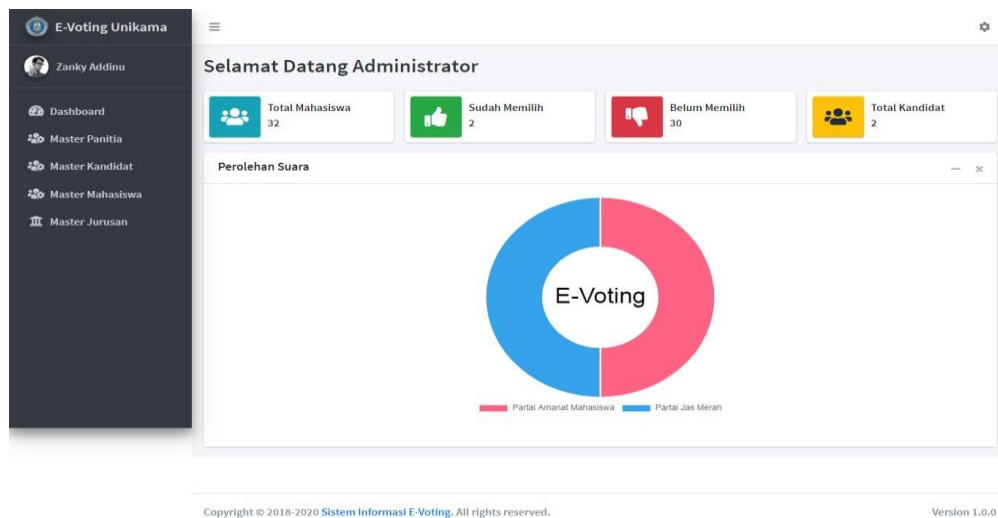 E-Voting Unikama
Zanky Addinu
Dashboard
Master Panitia
Master Kandidat
Master Mahasiswa
Master Jurusan
Selamat Datang Administrator
Total Mahasiswa
32
Sudah Memilih
2
Belum Memilih
30
Total Kandidat
2
Perolehan Suara
E-Voting
Partai Amanat Mahasiswa Partai Jas Merah
Copyright © 2018-2020 Sistem Informasi E-Voting. All rights reserved. Version 1.0.0